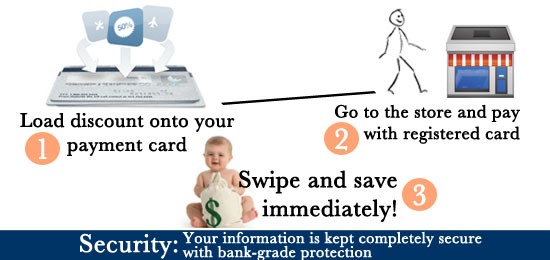 50%
Load discount onto your
1 payment card
Go to the store and pay
2 with registered card
Swipe and save 3
immediately!
$
Security: Your information is kept completely secure
with bank-grade protection